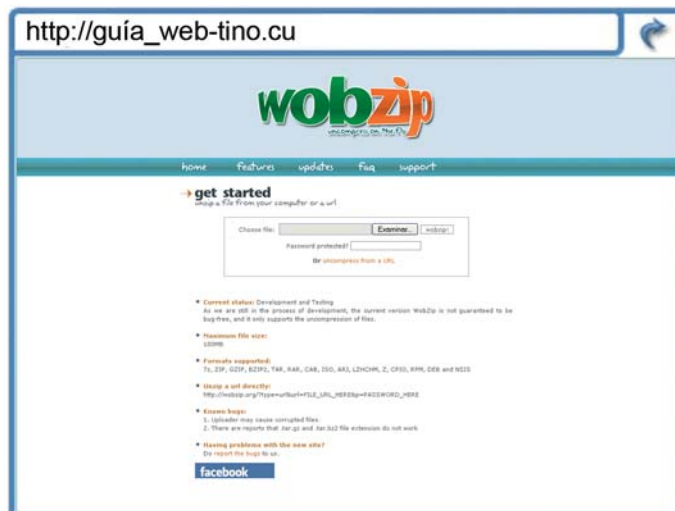 http://guía_web-tino.cu
wobzip
uncompress on the fly
home features updates faq support
get started
unzip a file from your computer or a url
Choose file: Examinar... wobzip!
Password protected?
Or uncompress from a URL
Current status: Development and Testing
As we are still in the process of development, the current version WobZip is not guaranteed to be
bug-free, and it only supports the uncompression of files.
Maximum file size:
100MB
Formats supported:
7z, ZIP, GZIP, BZIP2, TAR, RAR, CAB, ISO, ARJ, LZHCHM, Z, CPIO, RPM, DEB and NSIS
Unzip a url directly:
http://wobzip.org/?type=url&url=FILE_URL_HERE&p=PASSWORD_HERE
Known bugs:
1. Uploader may cause corrupted files
2. There are reports that .tar.gz and .tar.bz2 file extension do not work
Having problems with the new site?
Do report the bugs to us.
facebook